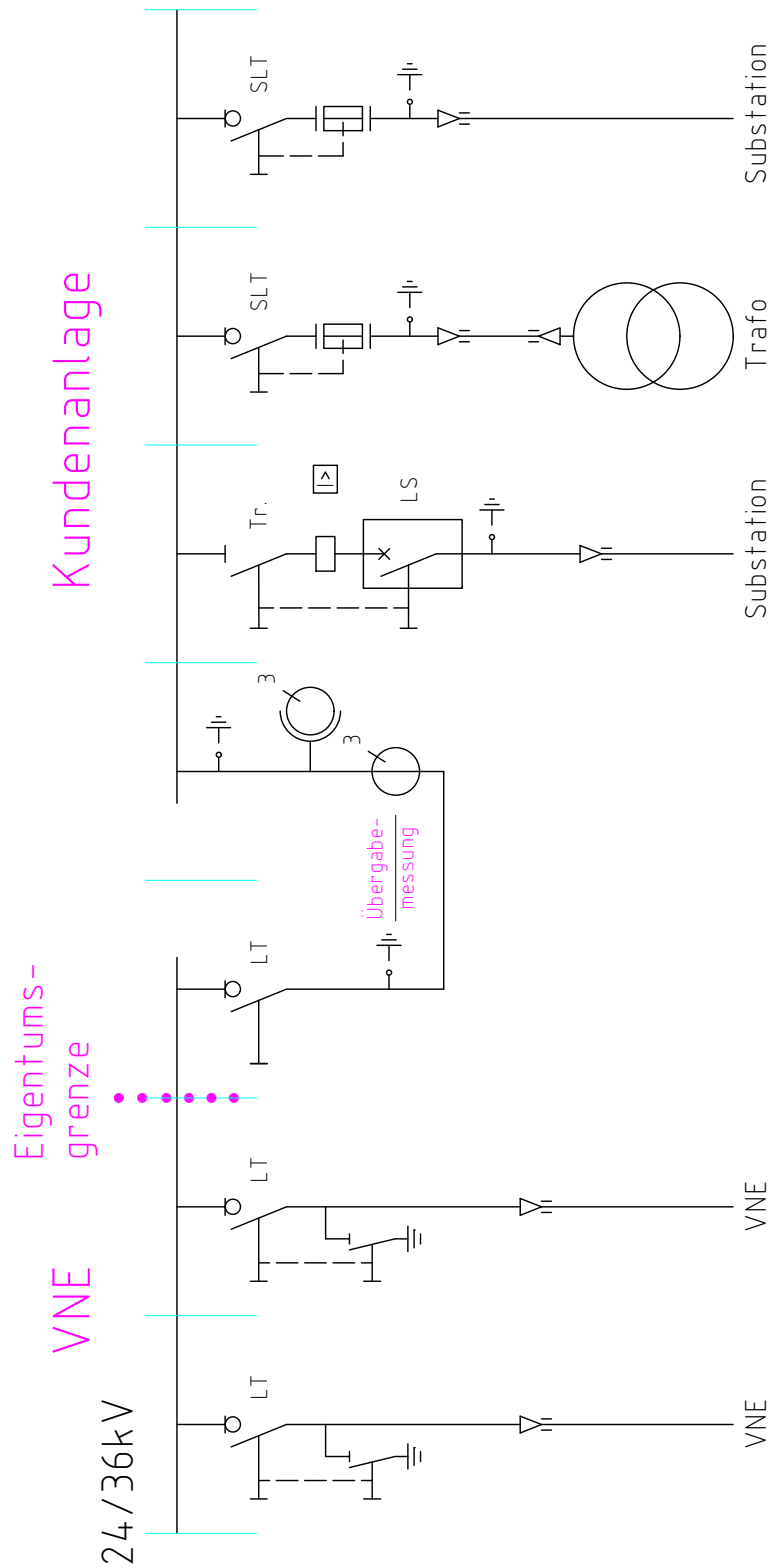 24/36kV
VNE
Eigentums-
grenze
Kundenanlage
LT
LT
LT
Übergabe-
messung
3
3
Tr.
I>
LS
SLT
SLT
VNE
VNE
Substation
Trafo
Substation